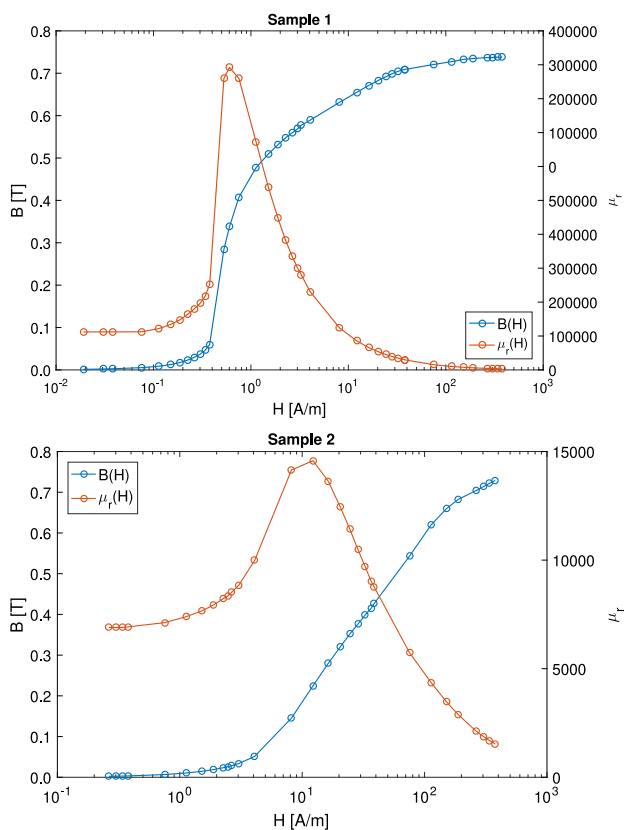 Sample 1
0.8
0.7
0.6
0.5
0.4
0.3
0.2
0.1
0.0
B [T]
400000
300000
200000
100000
0
500000
400000
300000
200000
100000
0
μr
B(H)
μr(H)
10⁻² 10⁻¹ 10⁰ 10¹ 10² 10³
H [A/m]
Sample 2
0.8
0.7
0.6
0.5
0.4
0.3
0.2
0.1
0.0
B [T]
B(H)
μr(H)
15000
10000
5000
0
μr
10⁻¹ 10⁰ 10¹ 10² 10³
H [A/m]